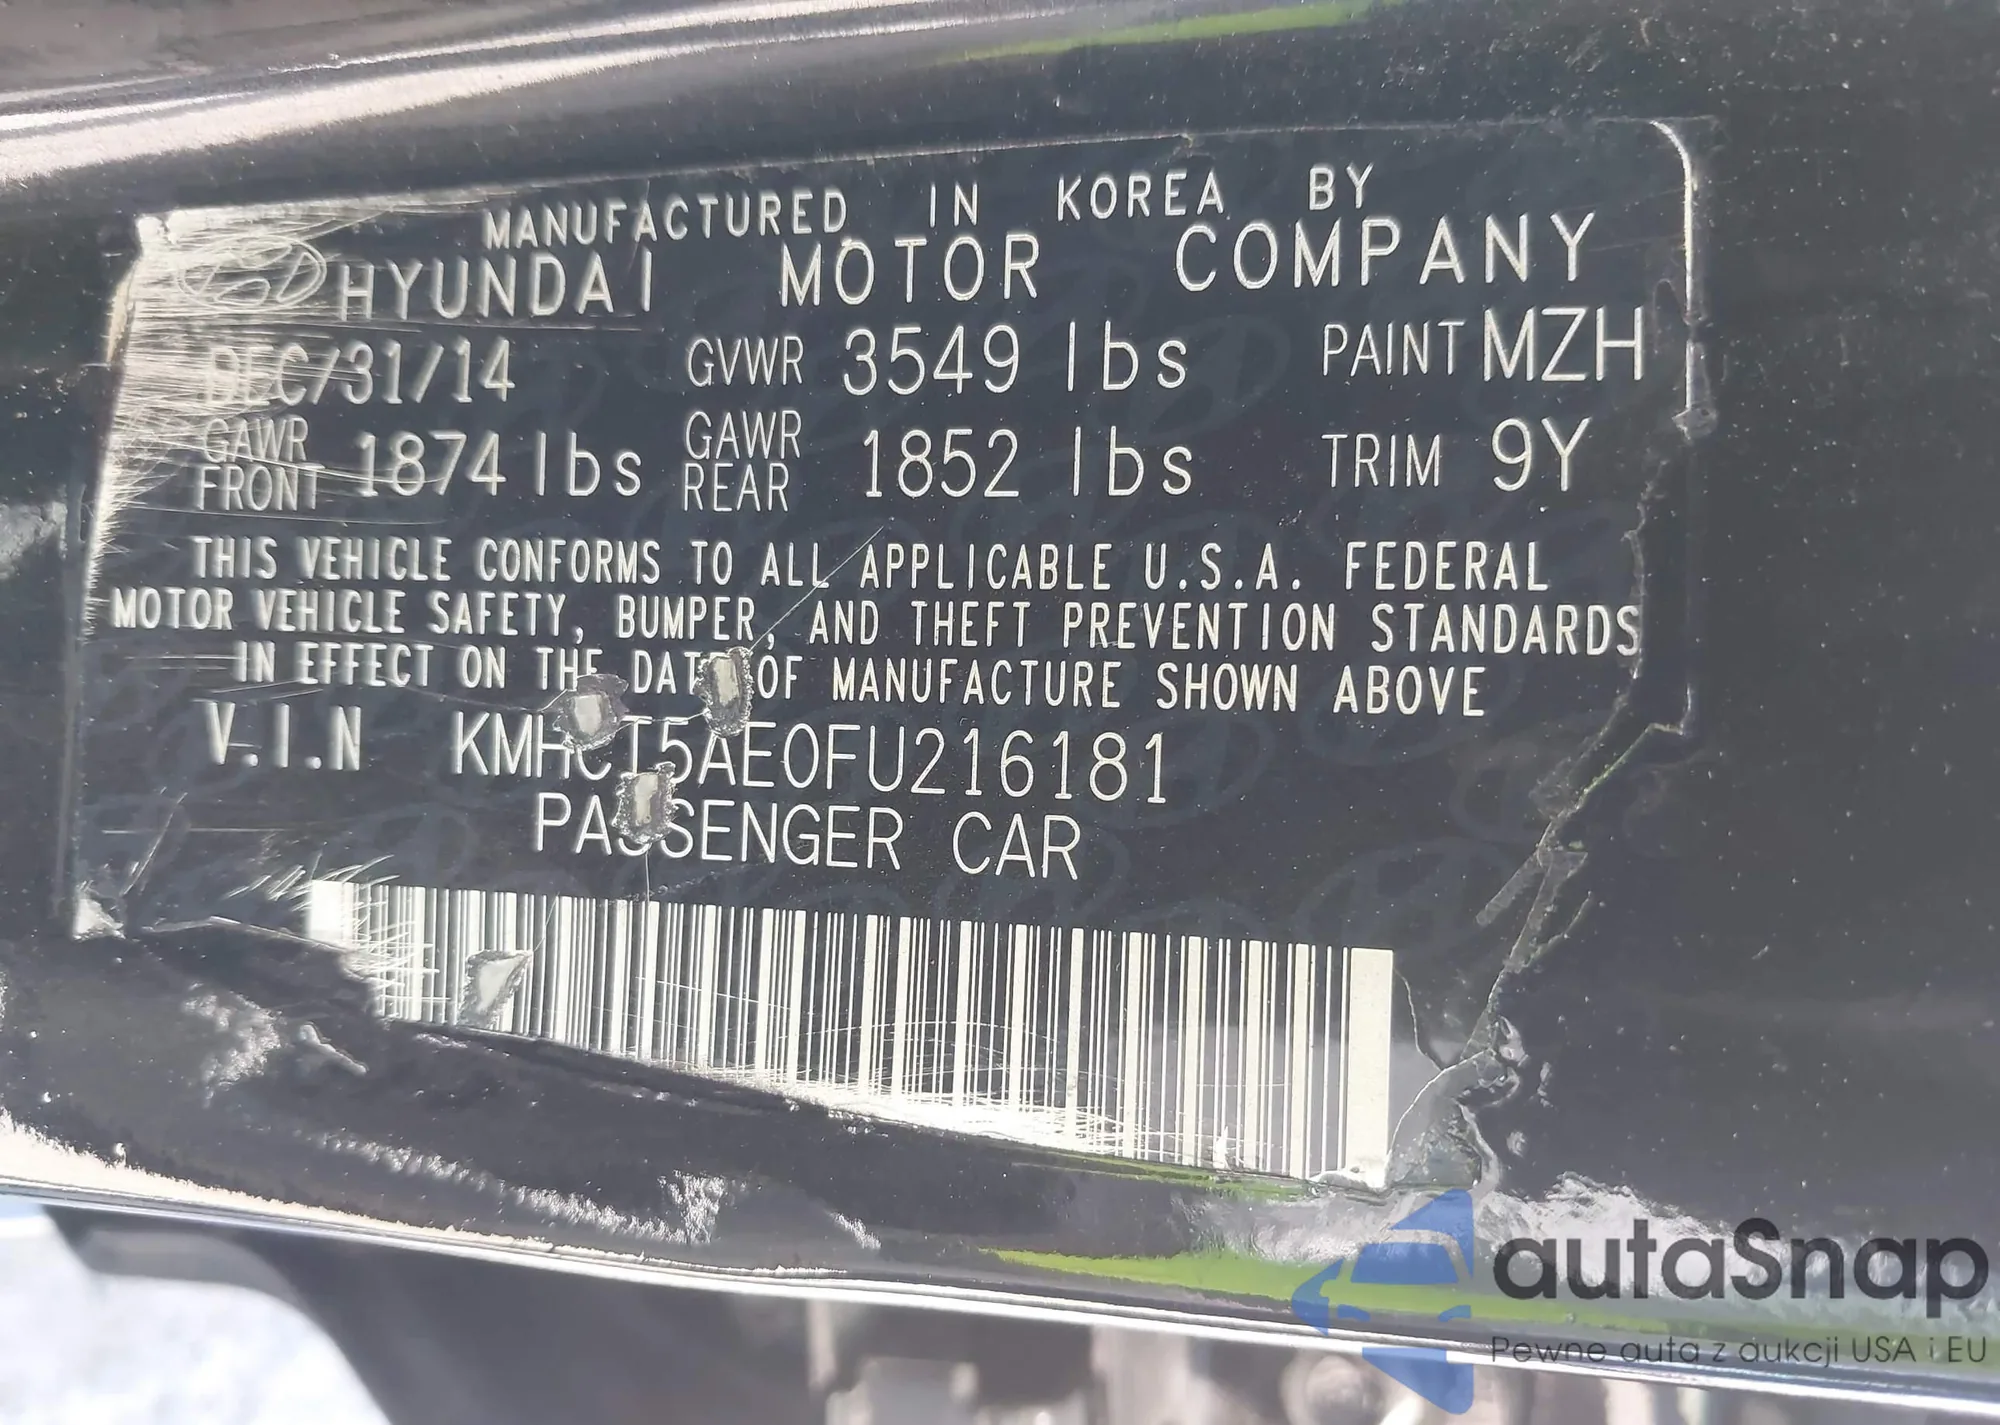 MANUFACTURED IN KOREA BY
HYUNDAI MOTOR COMPANY
DEC/31/14 GVWR 3549 lbs PAINT MZH
GAWR FRONT 1874 lbs GAWR REAR 1852 lbs TRIM 9Y
THIS VEHICLE CONFORMS TO ALL APPLICABLE U.S.A. FEDERAL
MOTOR VEHICLE SAFETY, BUMPER, AND THEFT PREVENTION STANDARDS
IN EFFECT ON THE DATE OF MANUFACTURE SHOWN ABOVE
V.I.N KMHCT5AE0FU216181
PASSENGER CAR
autaSnap
Pewne auta z aukcji USA i EU